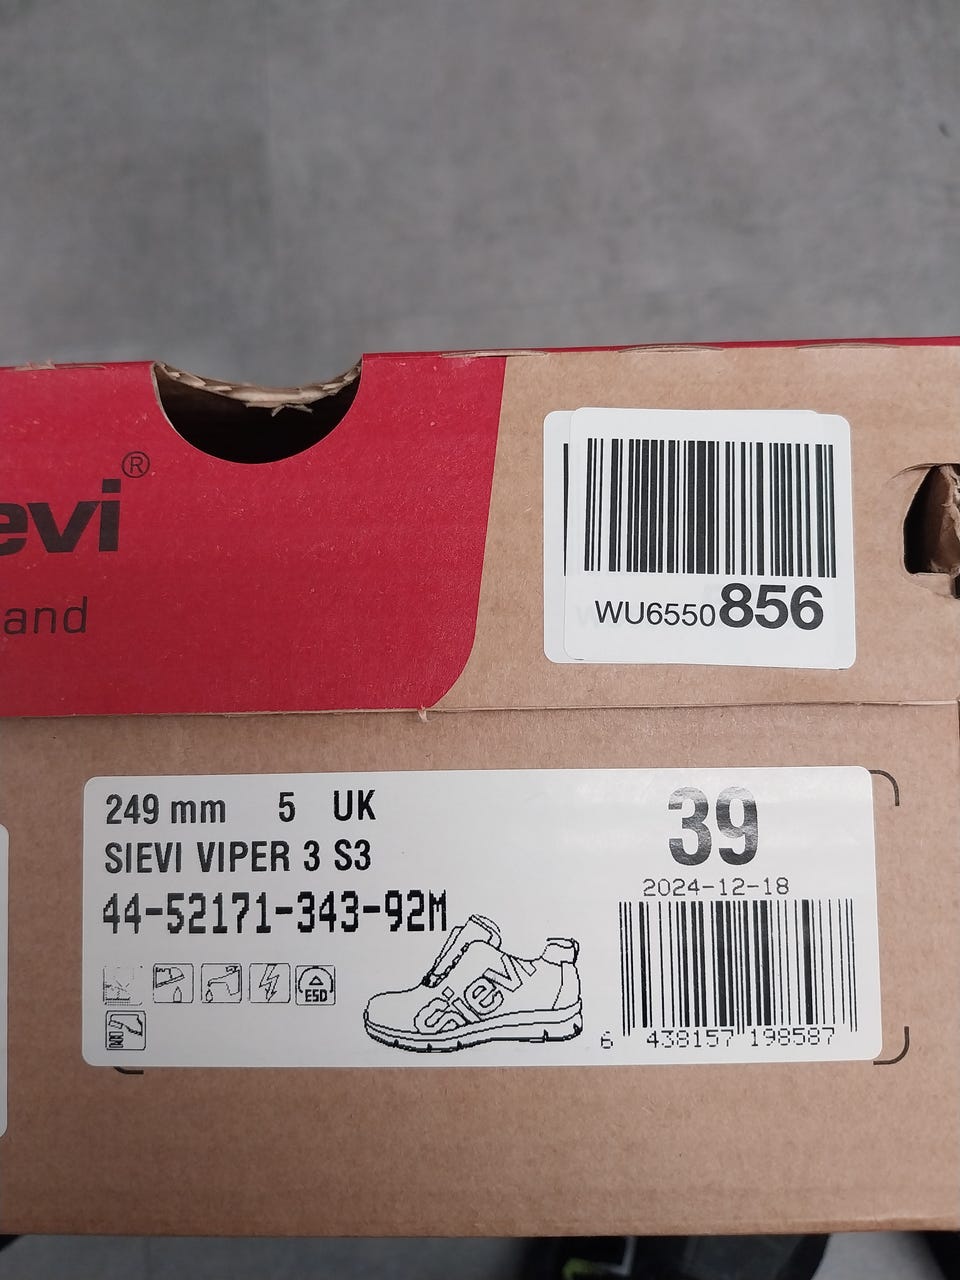 evi®
and
WU6550856
249 mm 5 UK
SIEVI VIPER 3 S3
44-52171-343-92M
39
2024-12-18
ESD
sievi
6 438157 198587